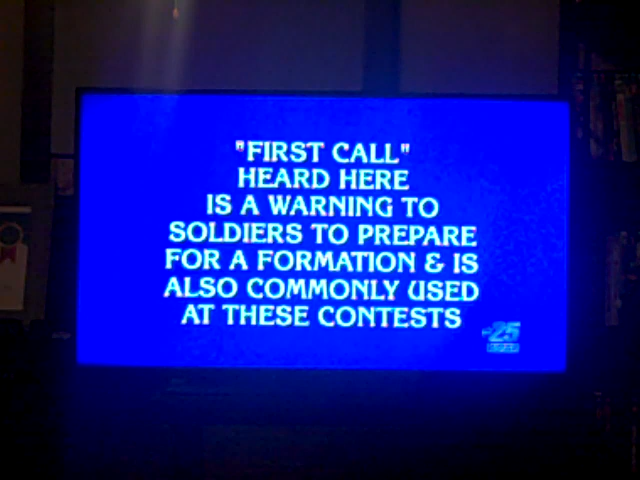 "FIRST CALL"
HEARD HERE
IS A WARNING TO
SOLDIERS TO PREPARE
FOR A FORMATION & IS
ALSO COMMONLY USED
AT THESE CONTESTS
25